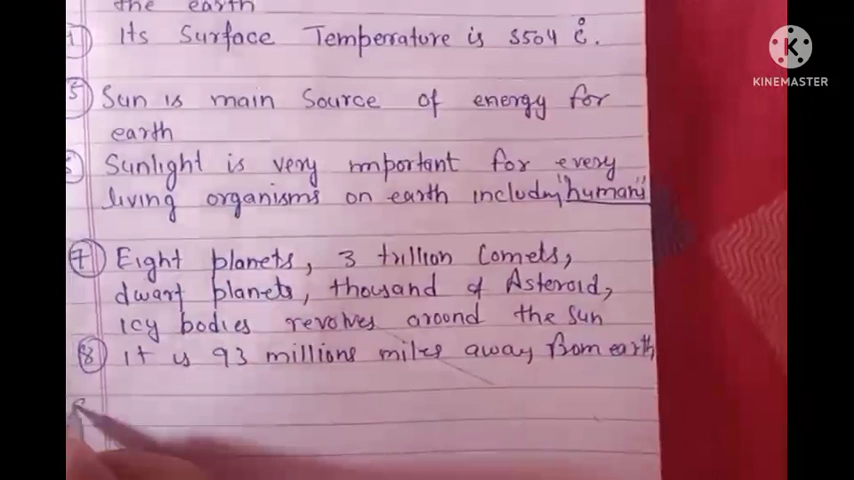 the earth
4 Its Surface Temperature is 5504 °C.
5 Sun is main Source of energy for
earth
6 Sunlight is very important for every
living organisms on earth including "humans"
7 Eight planets, 3 trillion Comets,
dwarf planets, thousand of Asteroid,
icy bodies revolves around the sun
8 it is 93 millions miles away from earth
KINEMASTER